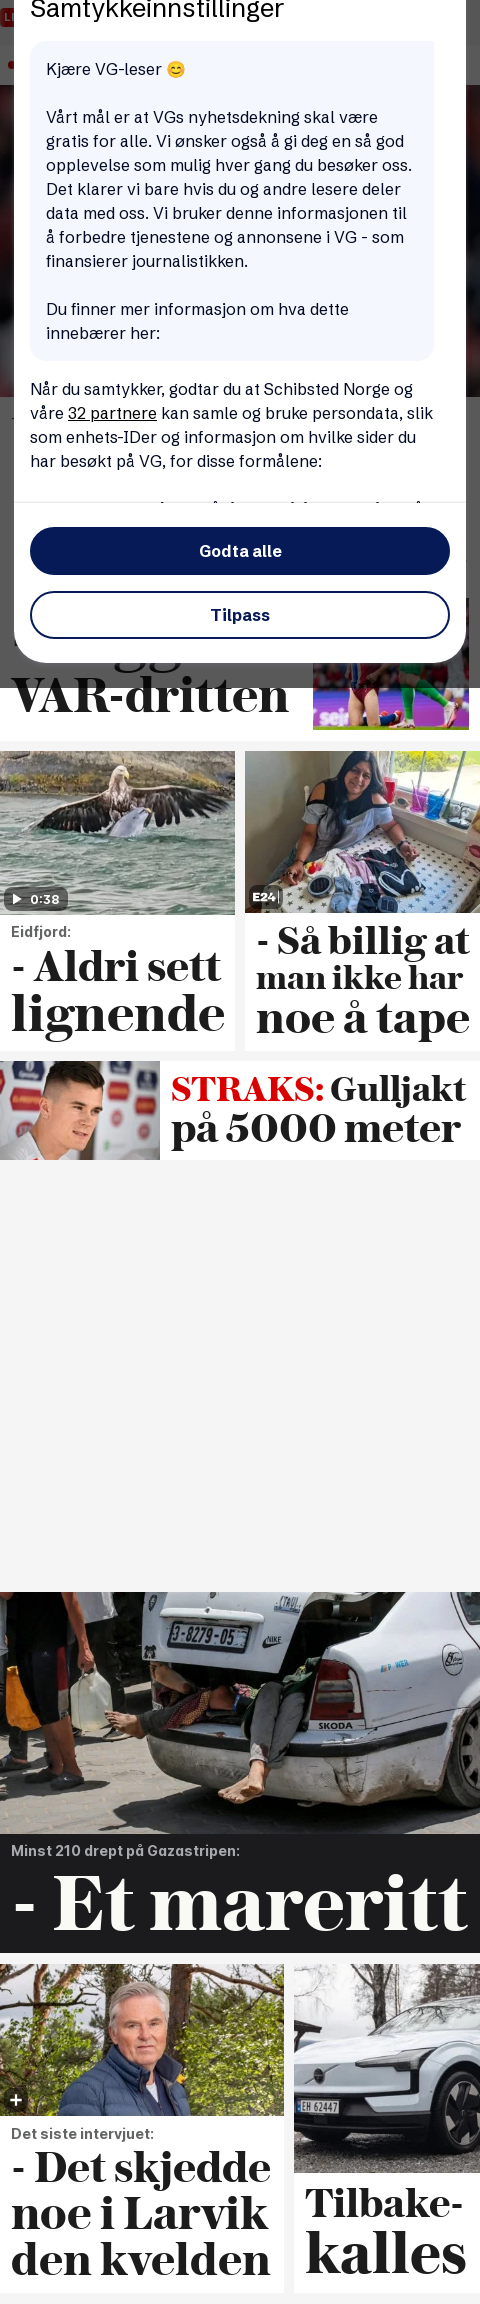 Samtykkeinnstillinger
Kjære VG-leser 😊
Vårt mål er at VGs nyhetsdekning skal være
gratis for alle. Vi ønsker også å gi deg en så god
opplevelse som mulig hver gang du besøker oss.
Det klarer vi bare hvis du og andre lesere deler
data med oss. Vi bruker denne informasjonen til
å forbedre tjenestene og annonsene i VG - som
finansierer journalistikken.
Du finner mer informasjon om hva dette
innebærer her:
Når du samtykker, godtar du at Schibsted Norge og
våre 32 partnere kan samle og bruke persondata, slik
som enhets-IDer og informasjon om hvilke sider du
har besøkt på VG, for disse formålene:
Godta alle
Tilpass
VAR-dritten
0:38
E24
Eidfjord:
- Aldri sett
lignende
- Så billig at
man ikke har
noe å tape
STRAKS: Gulljakt
på 5000 meter
3-8279-05
NIKE
SKODA
Minst 210 drept på Gazastripen:
- Et mareritt
EH 62447
Det siste intervjuet:
- Det skjedde
noe i Larvik
den kvelden
Tilbake-
kalles